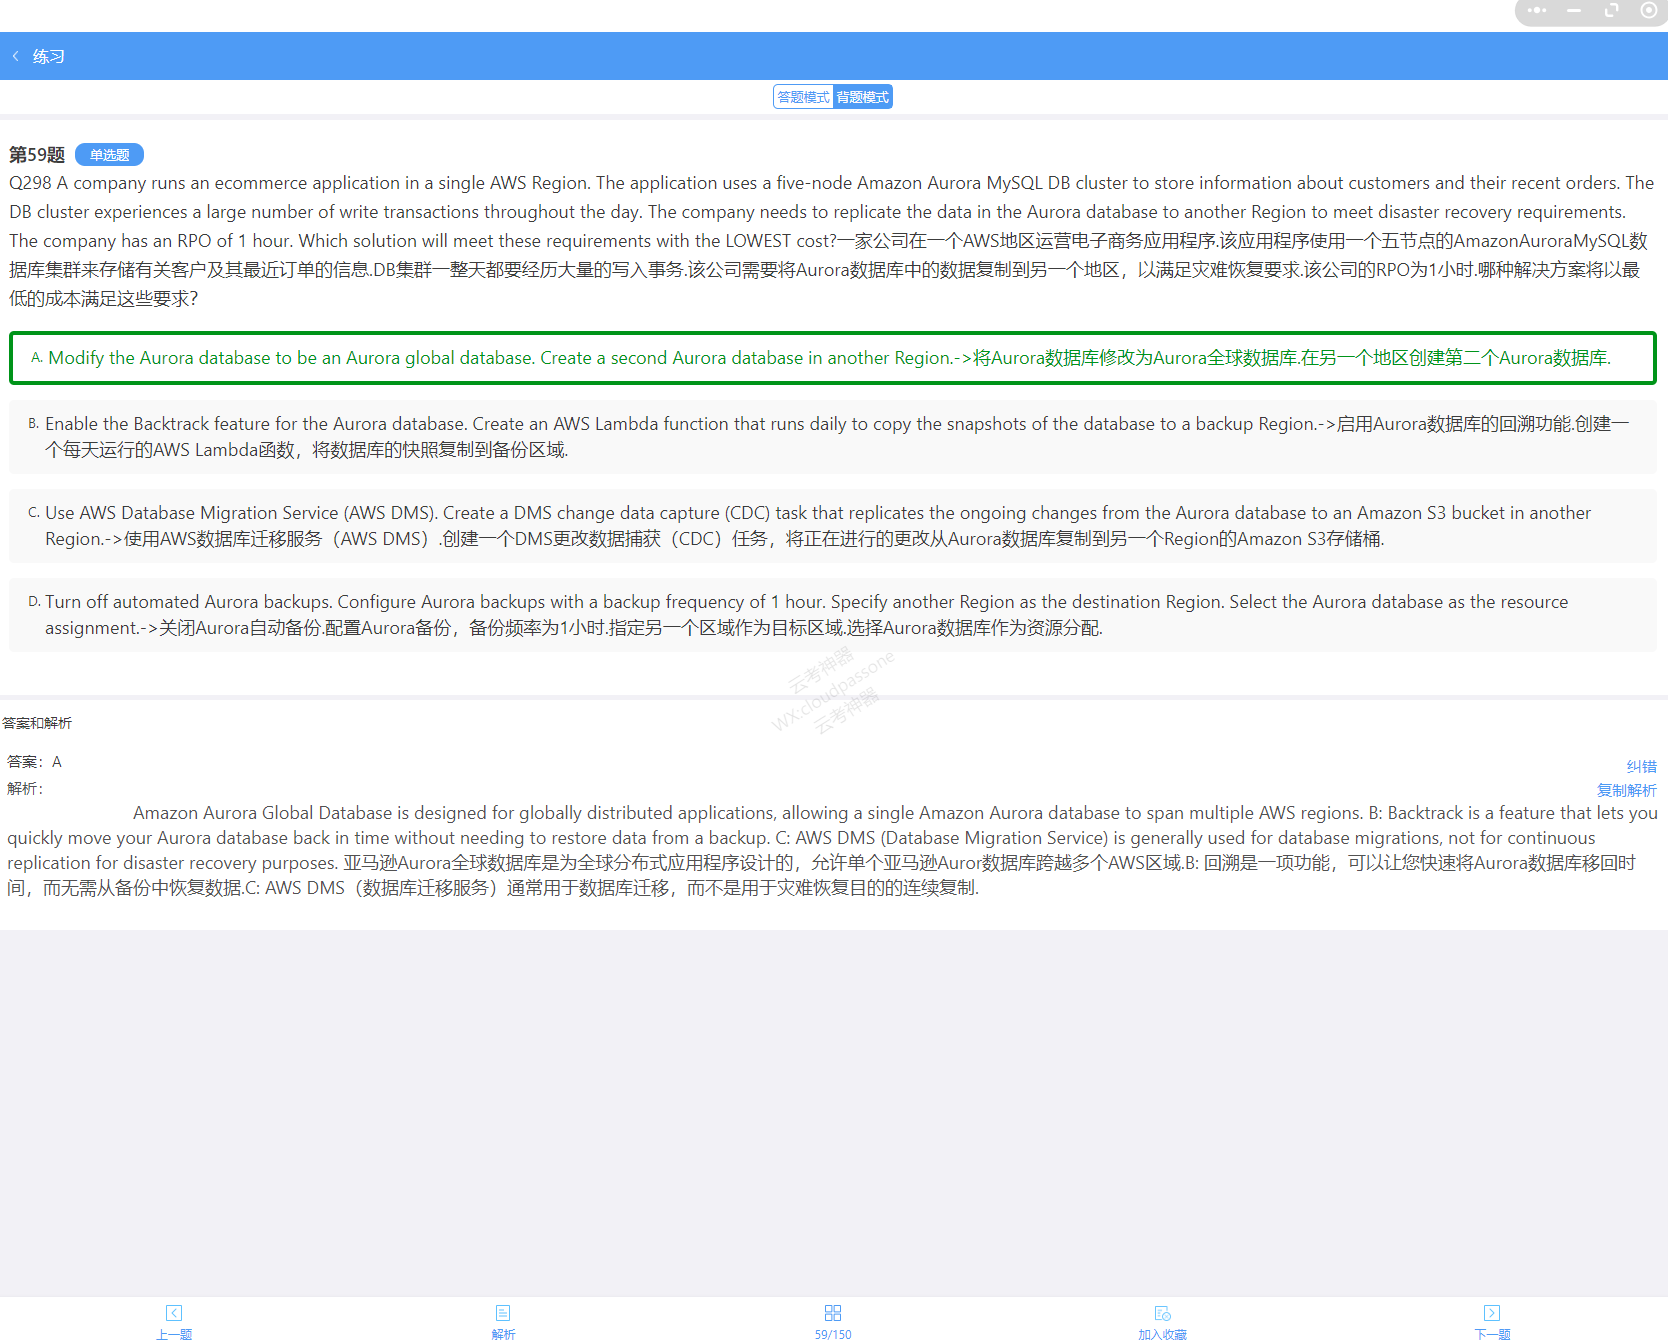 练习
答题模式 背题模式
第59题 单选题
Q298 A company runs an ecommerce application in a single AWS Region. The application uses a five-node Amazon Aurora MySQL DB cluster to store information about customers and their recent orders. The
DB cluster experiences a large number of write transactions throughout the day. The company needs to replicate the data in the Aurora database to another Region to meet disaster recovery requirements.
The company has an RPO of 1 hour. Which solution will meet these requirements with the LOWEST cost?一家公司在一个AWS地区运营电子商务应用程序.该应用程序使用一个五节点的AmazonAuroraMySQL数
据库集群来存储有关客户及其最近订单的信息.DB集群一整天都要经历大量的写入事务.该公司需要将Aurora数据库中的数据复制到另一个地区，以满足灾难恢复要求.该公司的RPO为1小时.哪种解决方案将以最
低的成本满足这些要求？
A. Modify the Aurora database to be an Aurora global database. Create a second Aurora database in another Region.->将Aurora数据库修改为Aurora全球数据库.在另一个地区创建第二个Aurora数据库.
B. Enable the Backtrack feature for the Aurora database. Create an AWS Lambda function that runs daily to copy the snapshots of the database to a backup Region.->启用Aurora数据库的回溯功能.创建一
个每天运行的AWS Lambda函数，将数据库的快照复制到备份区域.
C. Use AWS Database Migration Service (AWS DMS). Create a DMS change data capture (CDC) task that replicates the ongoing changes from the Aurora database to an Amazon S3 bucket in another
Region.->使用AWS数据库迁移服务（AWS DMS）.创建一个DMS更改数据捕获（CDC）任务，将正在进行的更改从Aurora数据库复制到另一个Region的Amazon S3存储桶.
D. Turn off automated Aurora backups. Configure Aurora backups with a backup frequency of 1 hour. Specify another Region as the destination Region. Select the Aurora database as the resource
assignment.->关闭Aurora自动备份.配置Aurora备份，备份频率为1小时.指定另一个区域作为目标区域.选择Aurora数据库作为资源分配.
云考神器
WX:cloudpassone
云考神器
答案和解析
答案：A
纠错
解析：
复制解析
Amazon Aurora Global Database is designed for globally distributed applications, allowing a single Amazon Aurora database to span multiple AWS regions. B: Backtrack is a feature that lets you
quickly move your Aurora database back in time without needing to restore data from a backup. C: AWS DMS (Database Migration Service) is generally used for database migrations, not for continuous
replication for disaster recovery purposes. 亚马逊Aurora全球数据库是为全球分布式应用程序设计的，允许单个亚马逊Auror数据库跨越多个AWS区域.B: 回溯是一项功能，可以让您快速将Aurora数据库移回时
间，而无需从备份中恢复数据.C: AWS DMS（数据库迁移服务）通常用于数据库迁移，而不是用于灾难恢复目的的连续复制.
上一题 解析 59/150 加入收藏 下一题